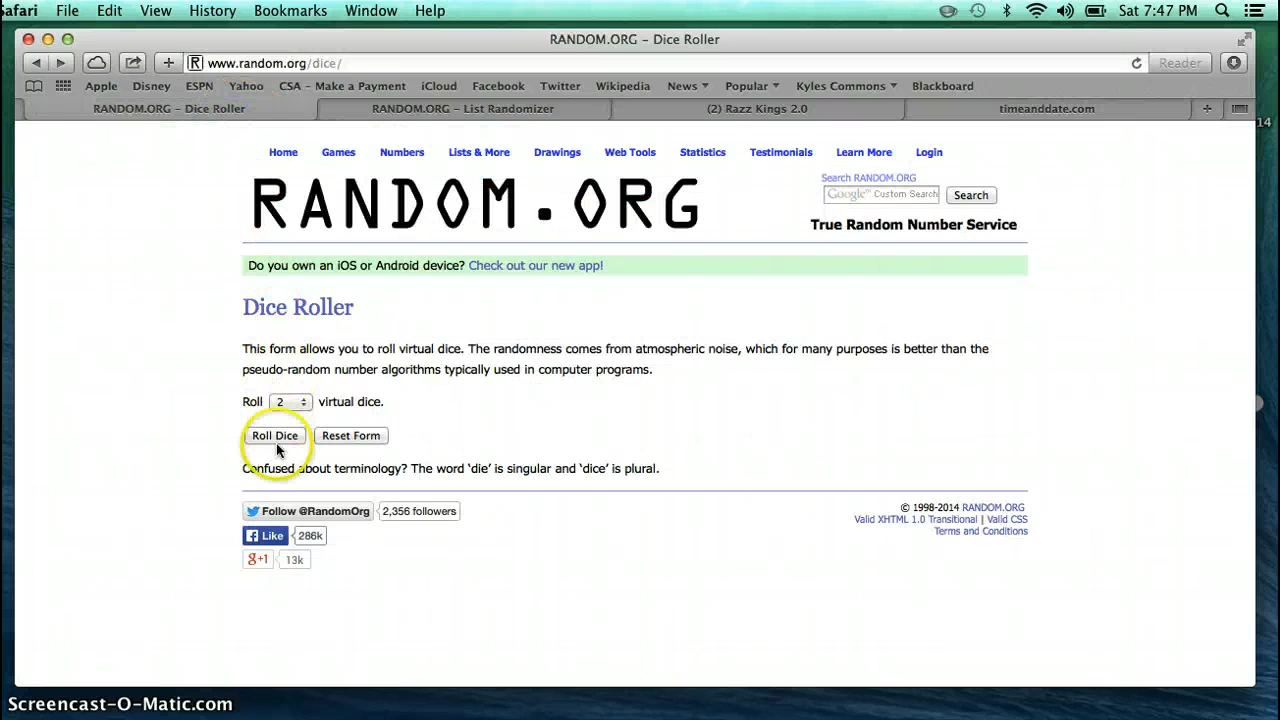 Safari File Edit View History Bookmarks Window Help Sat 7:47 PM
RANDOM.ORG - Dice Roller
www.random.org/dice/ Reader
Apple Disney ESPN Yahoo CSA - Make a Payment iCloud Facebook Twitter Wikipedia News Popular Kyles Commons Blackboard
RANDOM.ORG - Dice Roller RANDOM.ORG - List Randomizer (2) Razz Kings 2.0 timeanddate.com
14
Home Games Numbers Lists & More Drawings Web Tools Statistics Testimonials Learn More Login
RANDOM.ORG
Search RANDOM.ORG
Google™ Custom Search Search
True Random Number Service
Do you own an iOS or Android device? Check out our new app!
Dice Roller
This form allows you to roll virtual dice. The randomness comes from atmospheric noise, which for many purposes is better than the
pseudo-random number algorithms typically used in computer programs.
Roll 2 virtual dice.
Roll Dice Reset Form
Confused about terminology? The word ‘die’ is singular and ‘dice’ is plural.
Follow @RandomOrg 2,356 followers
Like 286k
g+1 13k
© 1998-2014 RANDOM.ORG
Valid XHTML 1.0 Transitional | Valid CSS
Terms and Conditions
Screencast-O-Matic.com